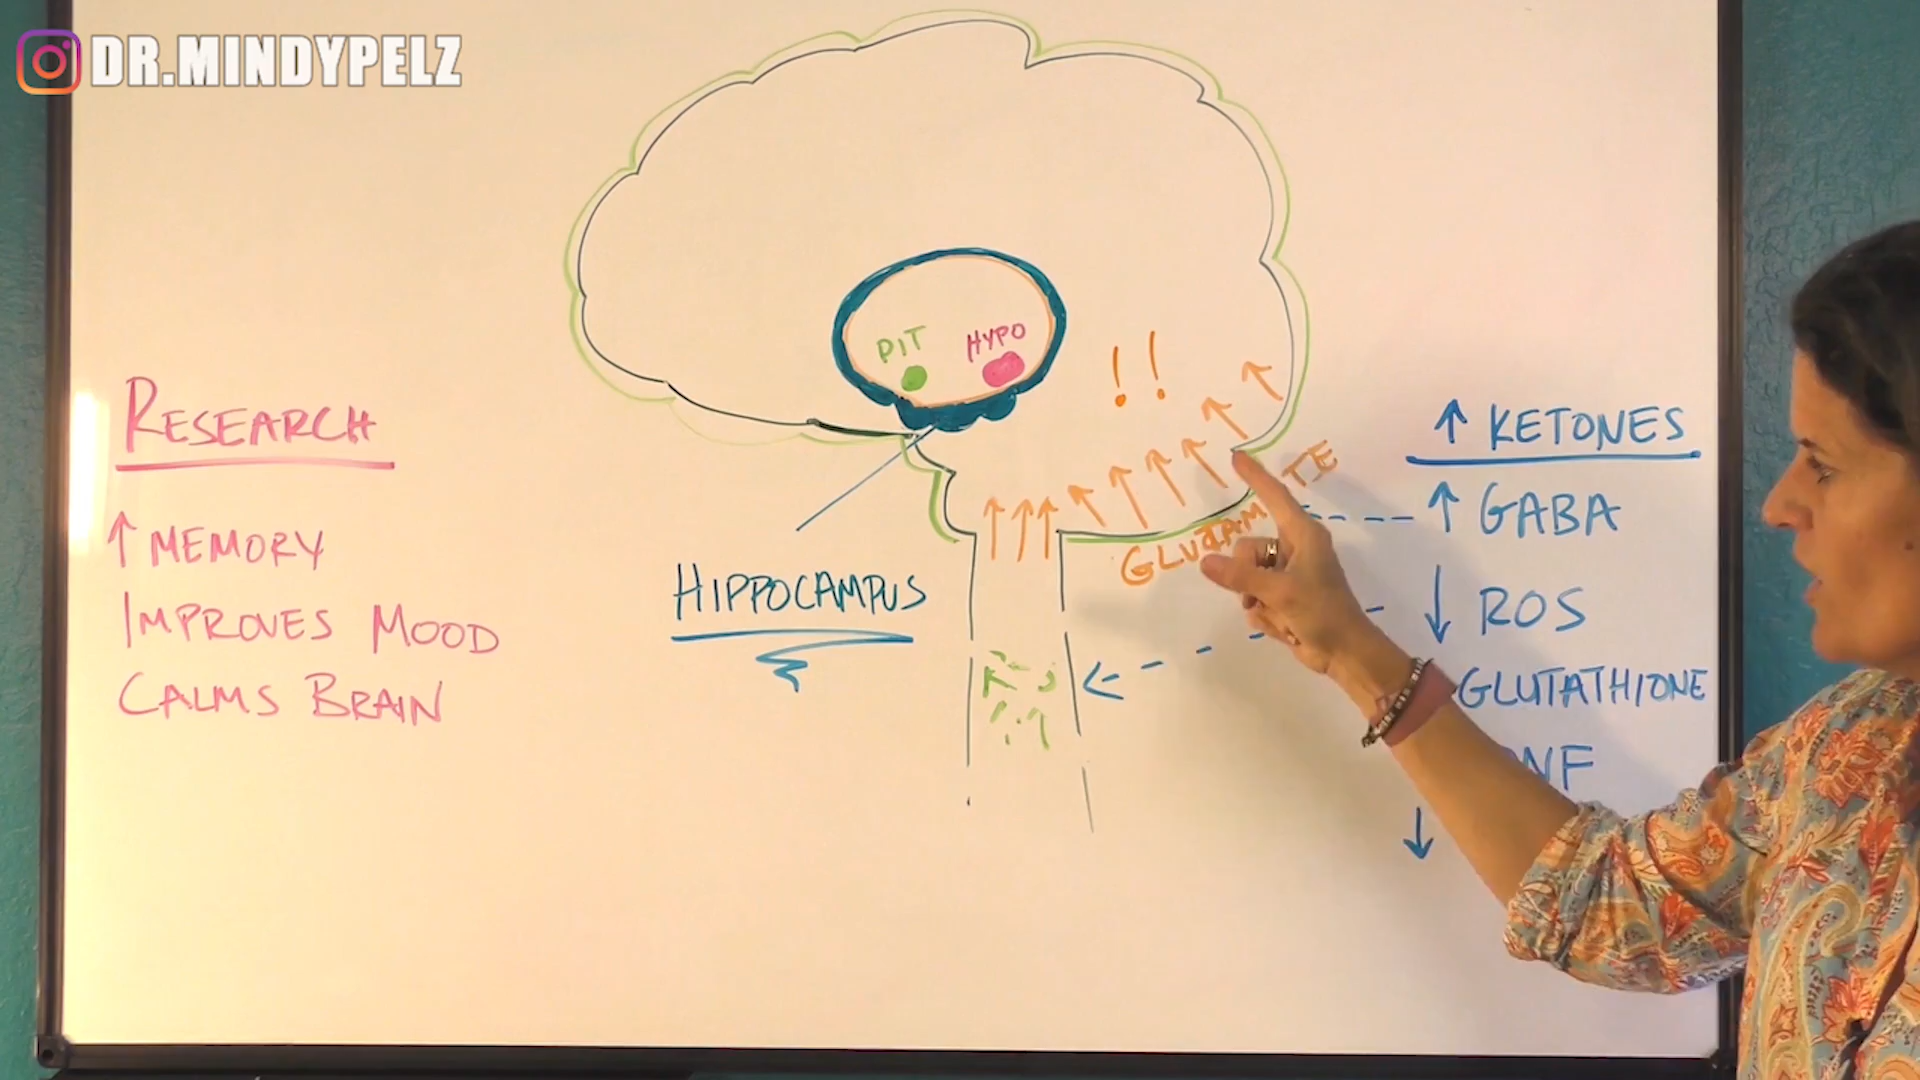 DR.MINDYPELZ
RESEARCH
↑ MEMORY
IMPROVES MOOD
CALMS BRAIN
PIT
HYPO
!!
HIPPOCAMPUS
↑ KETONES
↑ GABA
↓ ROS
GLUTATHIONE
↓